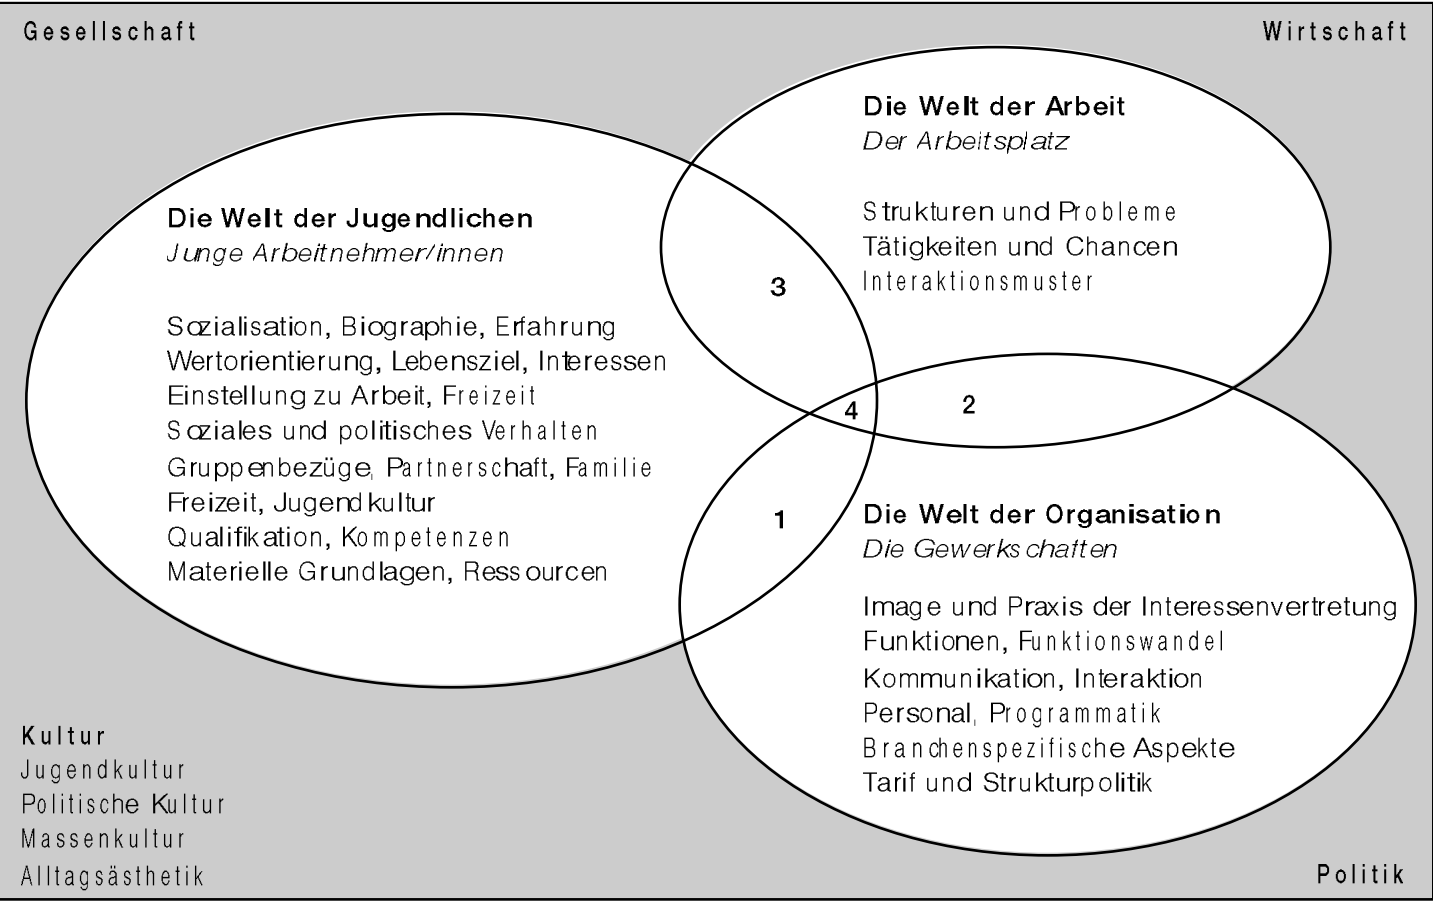 Gesellschaft
Wirtschaft
Die Welt der Arbeit
Der Arbeitsplatz
Strukturen und Probleme
Tätigkeiten und Chancen
Interaktionsmuster
Die Welt der Jugendlichen
Junge Arbeitnehmer/innen
Sozialisation, Biographie, Erfahrung
Wertorientierung, Lebensziel, Interessen
Einstellung zu Arbeit, Freizeit
Soziales und politisches Verhalten
Gruppenbezüge, Partnerschaft, Familie
Freizeit, Jugendkultur
Qualifikation, Kompetenzen
Materielle Grundlagen, Ressourcen
3
4
2
1
Die Welt der Organisation
Die Gewerkschaften
Image und Praxis der Interessenvertretung
Funktionen, Funktionswandel
Kommunikation, Interaktion
Personal, Programmatik
Branchenspezifische Aspekte
Tarif und Strukturpolitik
Kultur
Jugendkultur
Politische Kultur
Massenkultur
Alltagsästhetik
Politik